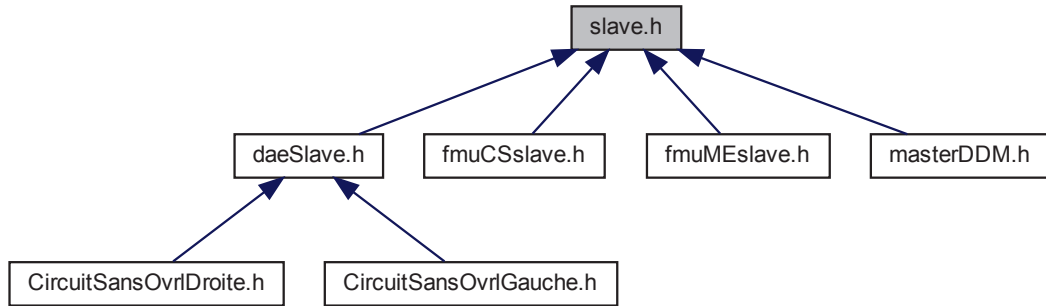 slave.h
daeSlave.h
fmuCSslave.h
fmuMEslave.h
masterDDM.h
CircuitSansOvrlDroite.h
CircuitSansOvrlGauche.h